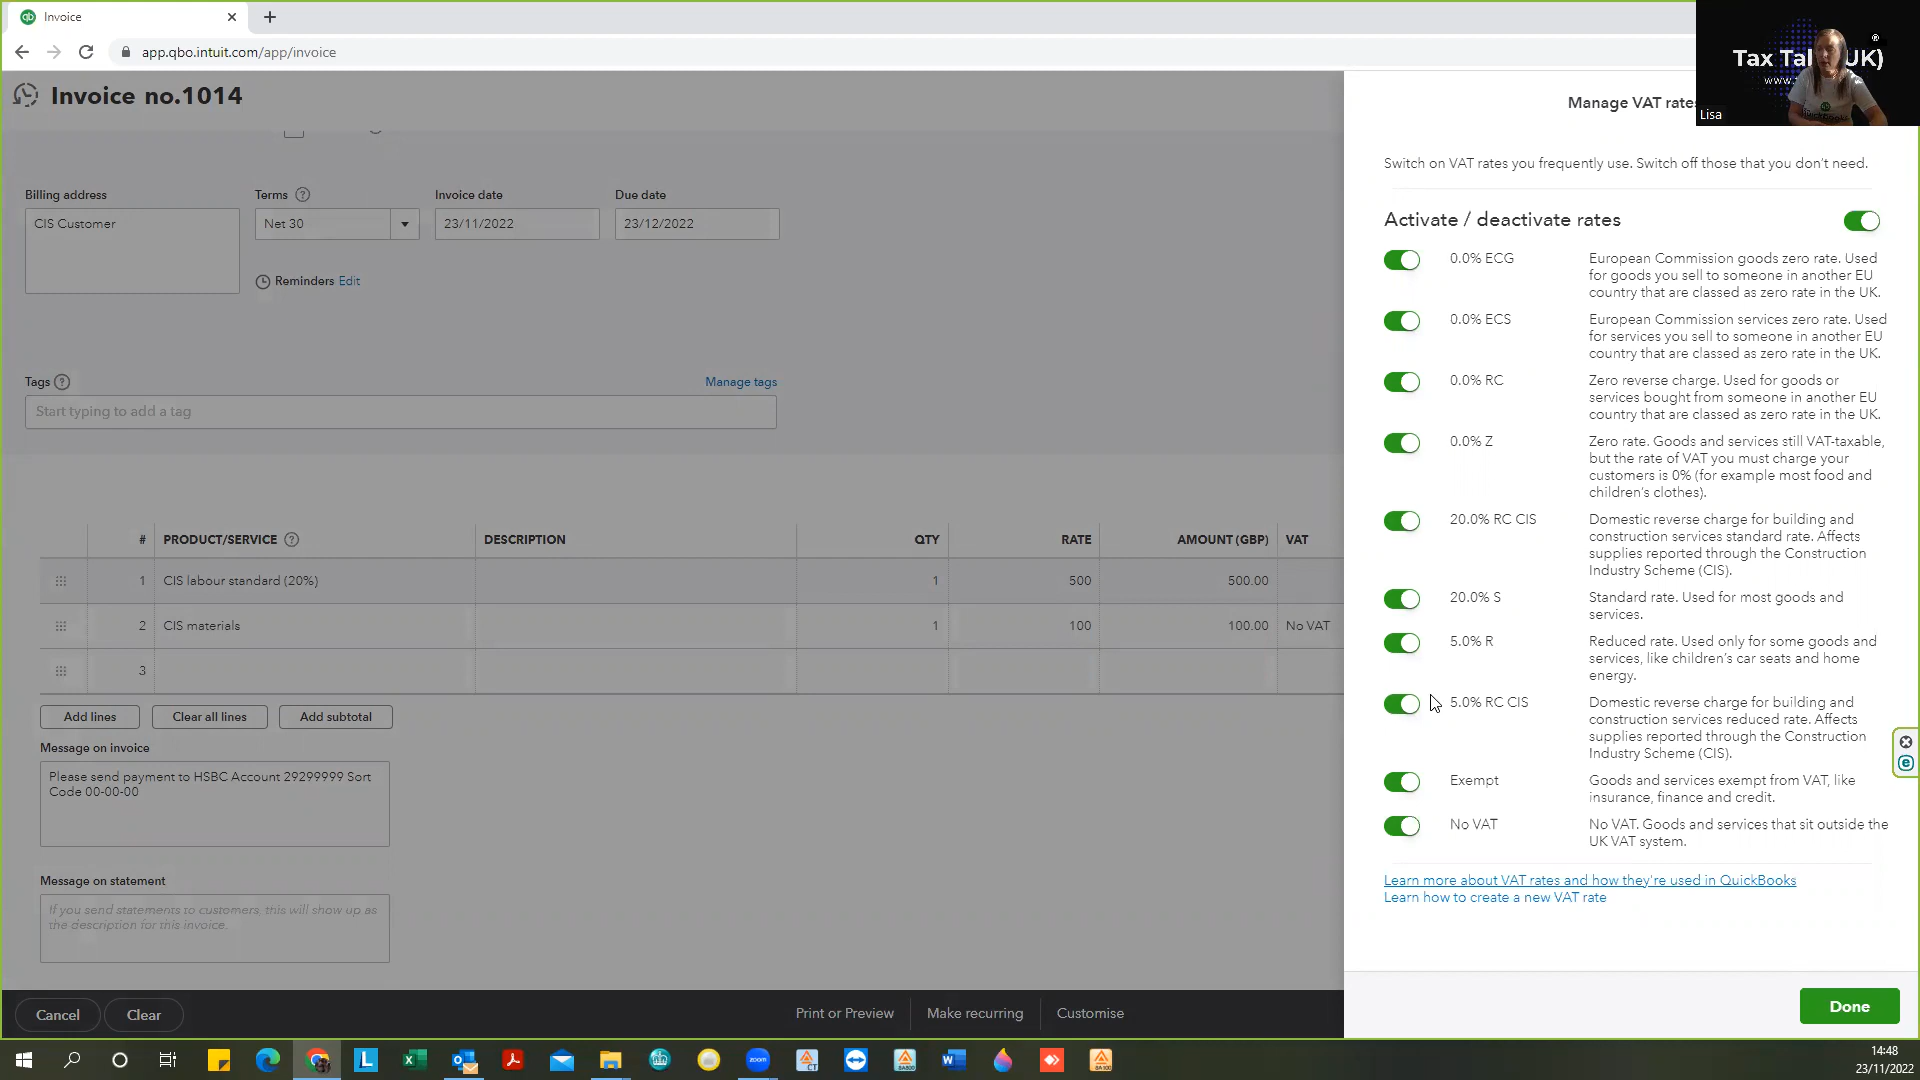 Invoice
app.qbo.intuit.com/app/invoice
Invoice no.1014
Billing address
CIS Customer
Terms
Net 30
Invoice date
23/11/2022
Due date
23/12/2022
Reminders Edit
Tags
Manage tags
Start typing to add a tag
# PRODUCT/SERVICE DESCRIPTION QTY RATE AMOUNT (GBP) VAT
1 CIS labour standard (20%) 1 500 500.00
2 CIS materials 1 100 100.00 No VAT
3
Add lines Clear all lines Add subtotal
Message on invoice
Please send payment to HSBC Account 29299999 Sort
Code 00-00-00
Message on statement
If you send statements to customers, this will show up as
the description for this invoice.
Cancel Clear Print or Preview Make recurring Customise
Manage VAT rates
Tax Tal UK)
Lisa
Switch on VAT rates you frequently use. Switch off those that you don't need.
Activate / deactivate rates
0.0% ECG European Commission goods zero rate. Used
for goods you sell to someone in another EU
country that are classed as zero rate in the UK.
0.0% ECS European Commission services zero rate. Used
for services you sell to someone in another EU
country that are classed as zero rate in the UK.
0.0% RC Zero reverse charge. Used for goods or
services bought from someone in another EU
country that are classed as zero rate in the UK.
0.0% Z Zero rate. Goods and services still VAT-taxable,
but the rate of VAT you must charge your
customers is 0% (for example most food and
children's clothes).
20.0% RC CIS Domestic reverse charge for building and
construction services standard rate. Affects
supplies reported through the Construction
Industry Scheme (CIS).
20.0% S Standard rate. Used for most goods and
services.
5.0% R Reduced rate. Used only for some goods and
services, like children's car seats and home
energy.
5.0% RC CIS Domestic reverse charge for building and
construction services reduced rate. Affects
supplies reported through the Construction
Industry Scheme (CIS).
Exempt Goods and services exempt from VAT, like
insurance, finance and credit.
No VAT No VAT. Goods and services that sit outside the
UK VAT system.
Learn more about VAT rates and how they're used in QuickBooks
Learn how to create a new VAT rate
Done
14:48
23/11/2022